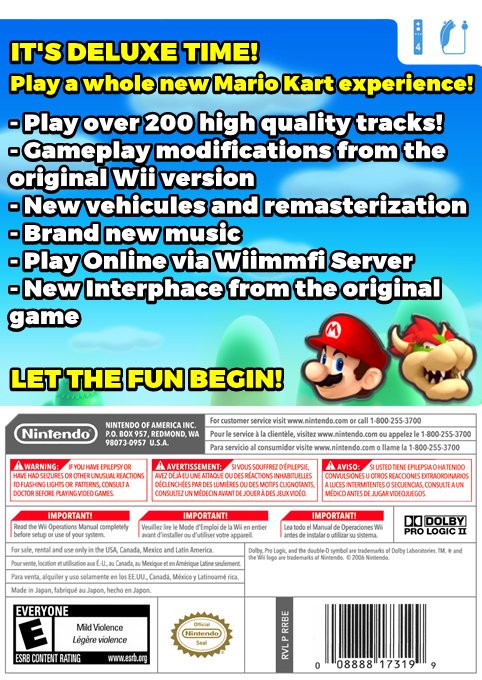 4
IT'S DELUXE TIME!
Play a whole new Mario Kart experience!
- Play over 200 high quality tracks!
- Gameplay modifications from the
original Wii version
- New vehicules and remasterization
- Brand new music
- Play Online via Wiimmfi Server
- New Interphace from the original
game
LET THE FUN BEGIN!
M
Nintendo
NINTENDO OF AMERICA INC.
P.O. BOX 957, REDMOND, WA
98073-0957 U.S.A.
For customer service visit www.nintendo.com or call 1-800-255-3700
Pour le service à la clientèle, visitez www.nintendo.com ou appelez le 1-800-255-3700
Para servicio al consumidor visite www.nintendo.com o llame la 1-800-255-3700
WARNING: IF YOU HAVE EPILEPSY OR
HAVE HAD SEIZURES OR OTHER UNUSUAL REACTIONS
TO FLASHING LIGHTS OR PATTERNS, CONSULT A
DOCTOR BEFORE PLAYING VIDEO GAMES.
AVERTISSEMENT: SI VOUS SOUFFREZ D'ÉPILEPSIE,
AVEZ DÉJÀ EU UNE ATTAQUE OU DES RÉACTIONS INHABITUELLES
DÉCLANCHÉES PAR DES LUMIÈRES OU DES MOTIFS CLIGNOTANTS,
CONSULTEZ UN MÉDECIN AVANT DE JOUER À DES JEUX VIDÉO.
AVISO: SI USTED TIENE EPILEPSIA O HA TENIDO
CONVULSIONES U OTROS REACCIONES EXTRAORDINARIOS
A LUCES INTERMITENTES O SECUENCIAS, CONSULTE A UN
MÉDICO ANTES DE JUGAR VIDEOJUEGOS.
IMPORTANT!
Read the Wii Operations Manual completely
before setup or use of your system.
IMPORTANT!
Veuillez lire le Mode d'Emploi de la Wii en entier
avant d'installer ou d'utiliser votre appareil.
IMPORTANT!
Lea todo el Manual de Operaciones Wii
antes de instalar o utilizar su sistema.
DOLBY
PRO LOGIC II
For sale, rental and use only in the USA, Canada, Mexico and Latin America.
Pour vente, location et utilisation aux É.-U., au Canada, au Mexique et en Amérique Latine seulement.
Para venta, alquiler y uso solamente en los EE.UU., Canada, México y Latinoamé rica.
Made in Japan, fabriqué au Japon, hecho en Japon.
Dolby, Pro Logic, and the double-D symbol are trademarks of Dolby Laboratories. TM, ® and
the Wii logo are trademarks of Nintendo. © 2006 Nintendo.
EVERYONE
E
Mild Violence
Légère violence
ESRB CONTENT RATING
www.esrb.org
Official
Nintendo
Seal
RVL P RRBE
0 08888 17319 9